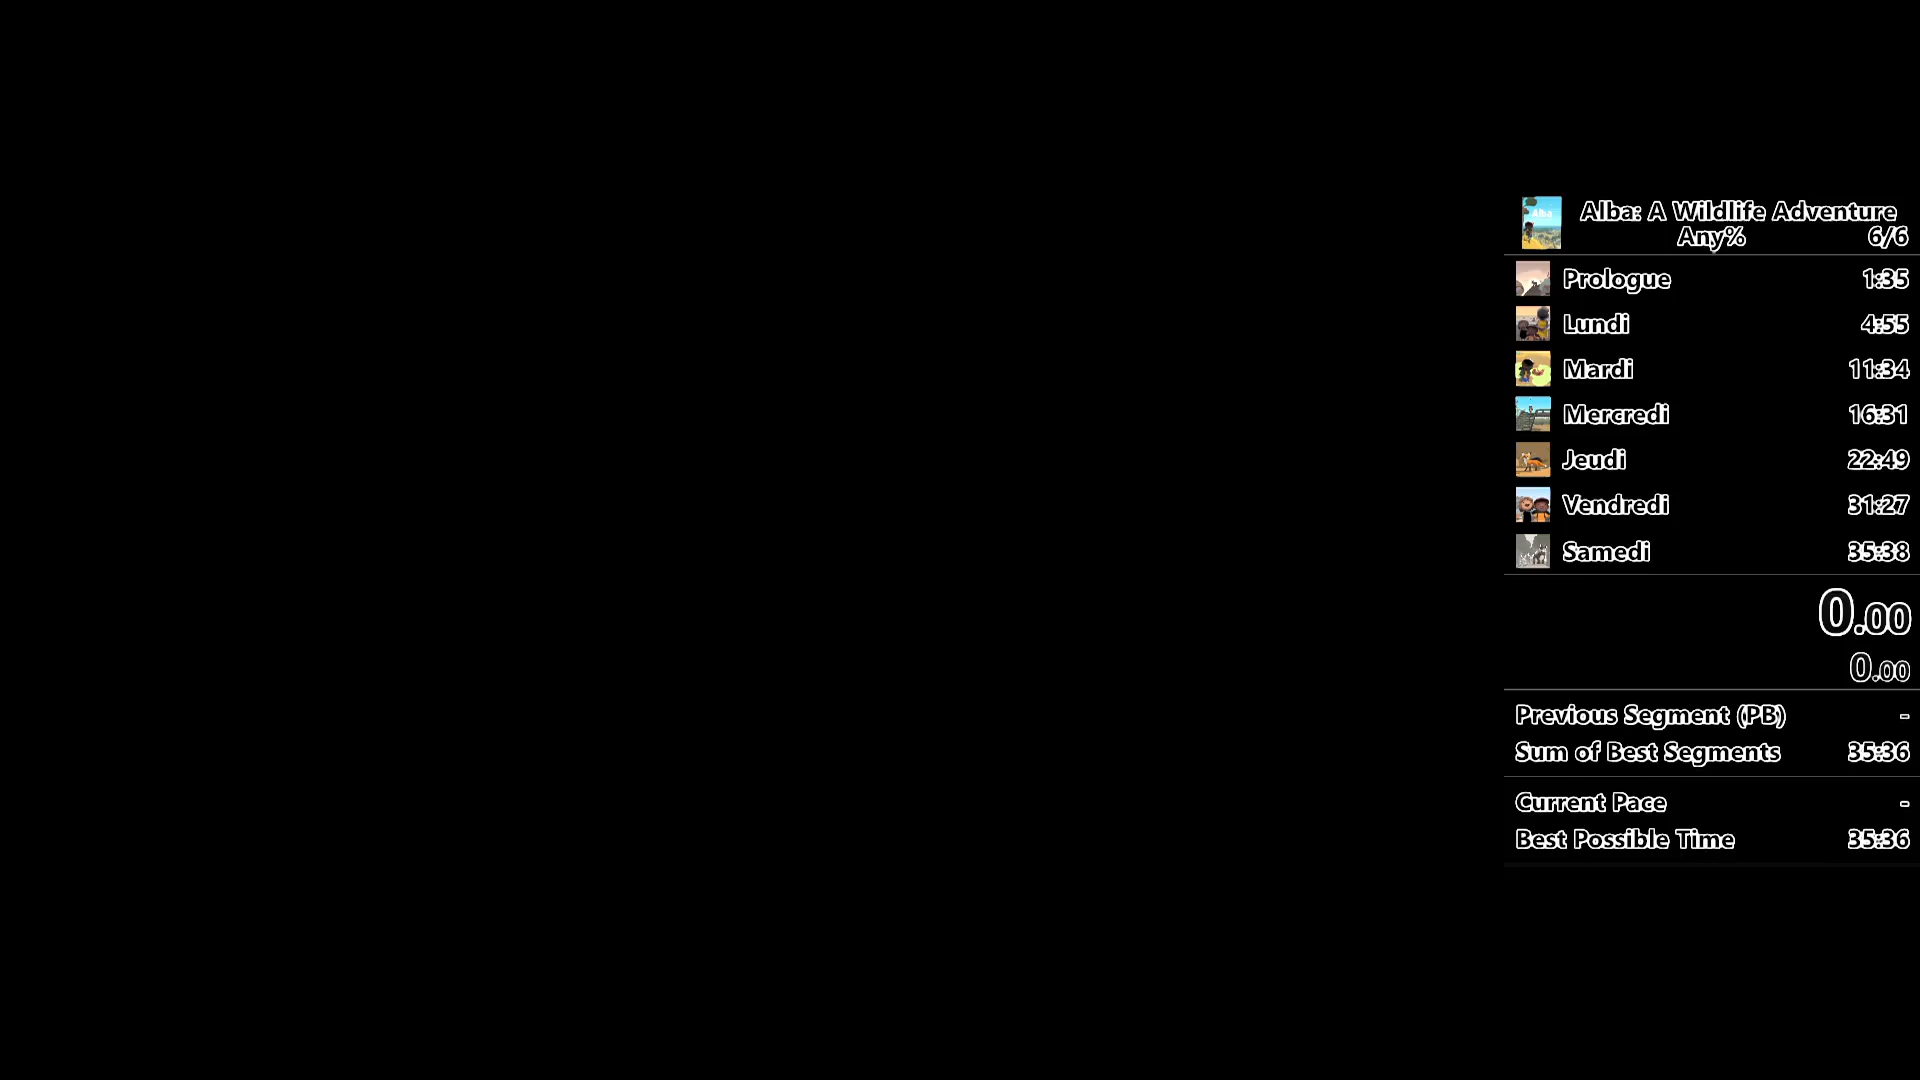 Alba
Alba: A Wildlife Adventure
Any% 6/6
Prologue 1:35
Lundi 4:55
Mardi 11:34
Mercredi 16:31
Jeudi 22:49
Vendredi 31:27
Samedi 35:38
0.00
0.00
Previous Segment (PB) -
Sum of Best Segments 35:36
Current Pace -
Best Possible Time 35:36